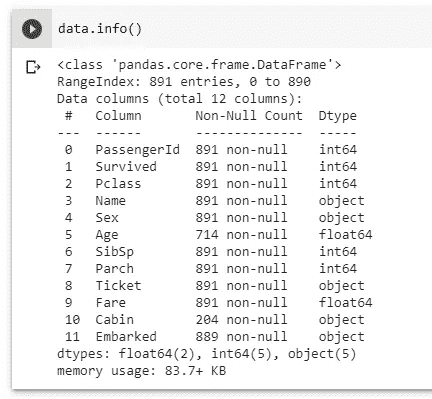 data.info()
<class 'pandas.core.frame.DataFrame'>
RangeIndex: 891 entries, 0 to 890
Data columns (total 12 columns):
 #   Column       Non-Null Count  Dtype
---  ------       --------------  -----
 0   PassengerId  891 non-null    int64
 1   Survived     891 non-null    int64
 2   Pclass       891 non-null    int64
 3   Name         891 non-null    object
 4   Sex          891 non-null    object
 5   Age          714 non-null    float64
 6   SibSp        891 non-null    int64
 7   Parch        891 non-null    int64
 8   Ticket       891 non-null    object
 9   Fare         891 non-null    float64
 10  Cabin        204 non-null    object
 11  Embarked     889 non-null    object
dtypes: float64(2), int64(5), object(5)
memory usage: 83.7+ KB